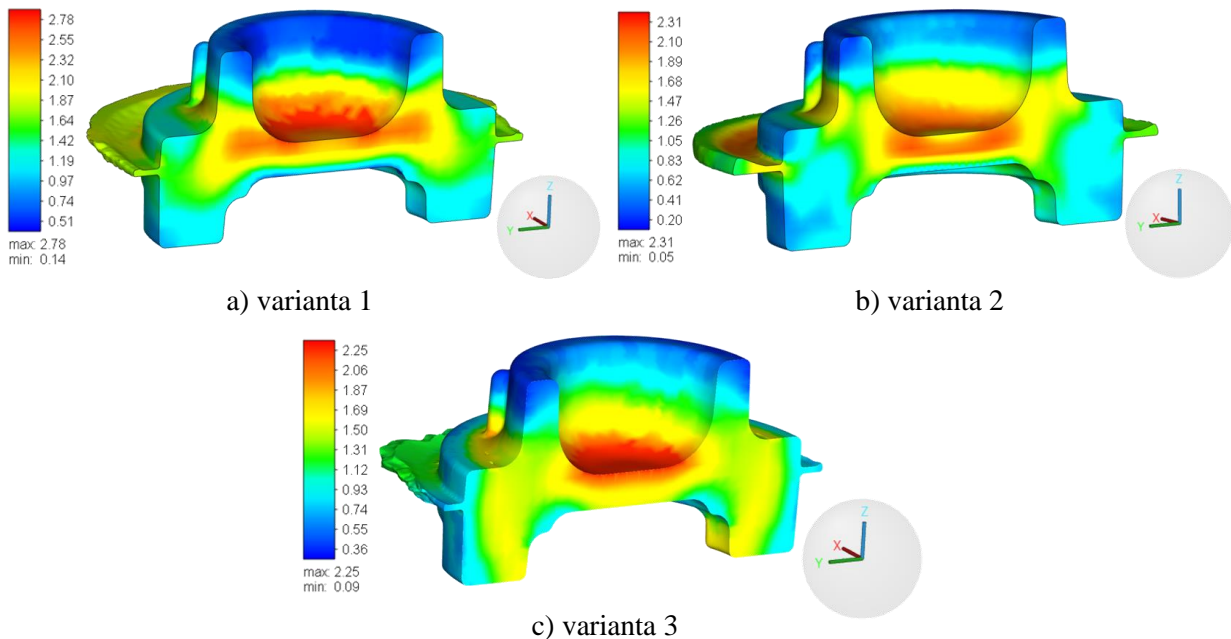 2.78
2.55
2.32
2.10
1.87
1.64
1.42
1.19
0.97
0.74
0.51
max: 2.78
min: 0.14
Z
X
Y
a) varianta 1
2.31
2.10
1.89
1.68
1.47
1.26
1.05
0.83
0.62
0.41
0.20
max: 2.31
min: 0.05
Z
X
Y
b) varianta 2
2.25
2.06
1.87
1.69
1.50
1.31
1.12
0.93
0.74
0.55
0.36
max: 2.25
min: 0.09
Z
X
Y
c) varianta 3